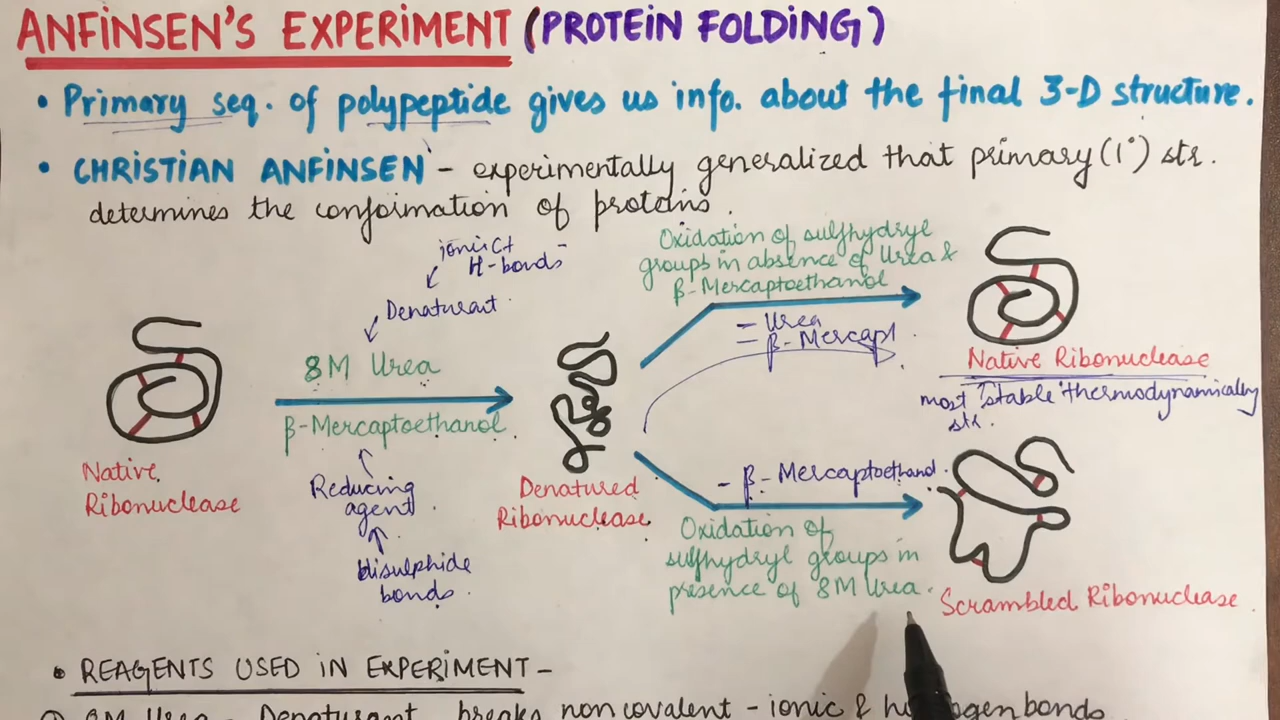 ANFINSEN'S EXPERIMENT (PROTEIN FOLDING)
• Primary seq. of polypeptide gives us info. about the final 3-D structure.
• CHRISTIAN ANFINSEN - experimentally generalized that primary (1°) str.
determines the conformation of proteins.
ionic &
H-bonds
Denaturant
8M Urea
β-Mercaptoethanol.
Reducing
agent.
disulphide
bonds.
Native
Ribonuclease
Denatured
Ribonuclease.
Oxidation of sulfhydryl
groups in absence of Urea &
β-Mercaptoethanol
- Urea
- β-Mercapt.
Native Ribonuclease
most stable thermodynamically
str.
- β-Mercaptoethanol.
Oxidation of
sulfhydryl groups in
presence of 8M Urea.
Scrambled Ribonuclease.
• REAGENTS USED IN EXPERIMENT-
8M Urea - Denaturant breaks non covalent - ionic & bonds